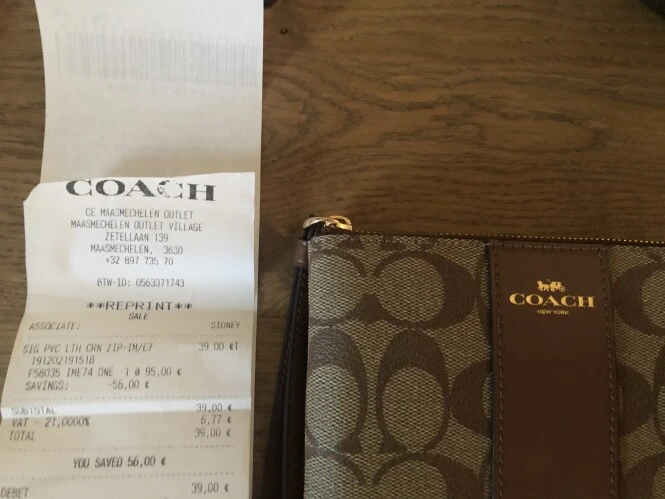 COACH
CE MAASMECHELEN OUTLET
MAASMECHELEN OUTLET VILLAGE
ZETELLAAN 139
MAASMECHELEN, 3630
+32 897 735 70
BTW-ID: 0563371743
**REPRINT**
SALE
ASSOCIATE: SIDNEY
SIG PVC LTH CRN ZIP-IM/E7 39,00 €T
191202191518
F58035 IME74 ONE 1 @ 95,00 €
SAVINGS: -56,00 €
SUBTOTAL 39,00 €
VAT - 21,0000% 6,77 €
TOTAL 39,00 €
YOU SAVED 56,00 €
DEBET 39,00 €
COACH
NEW YORK